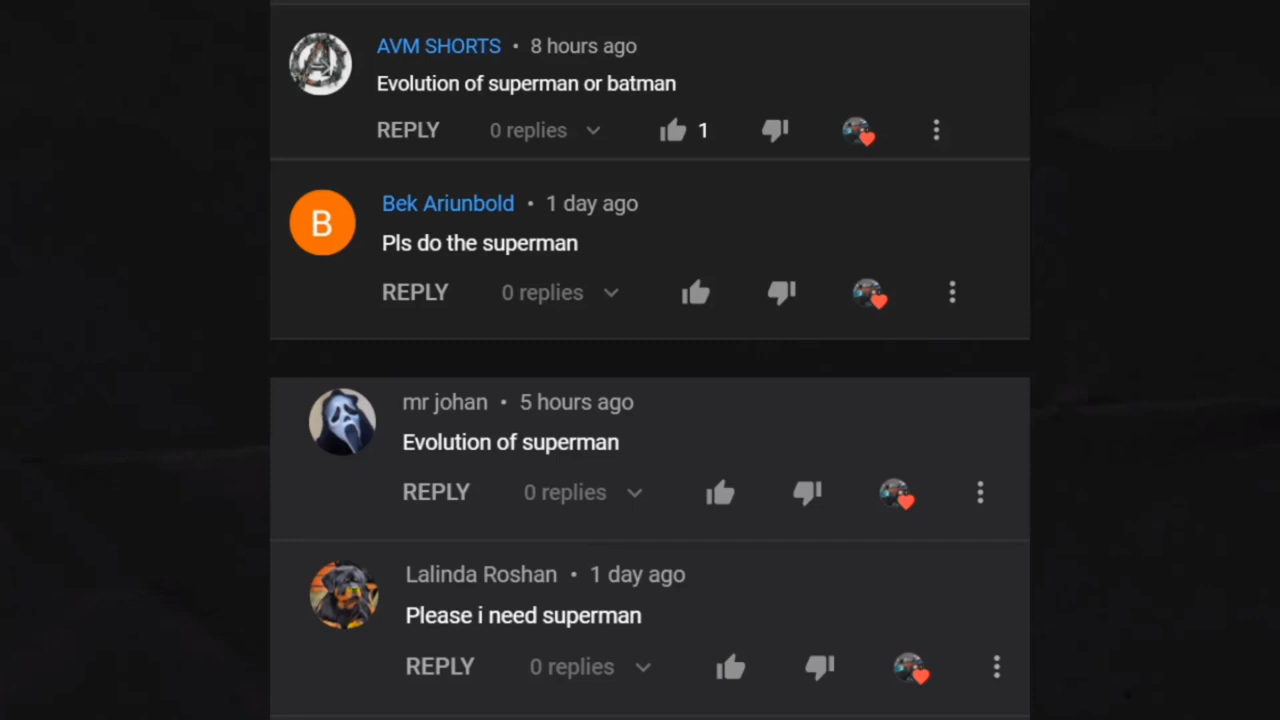 AVM SHORTS • 8 hours ago
Evolution of superman or batman
REPLY 0 replies 1
B
Bek Ariunbold • 1 day ago
Pls do the superman
REPLY 0 replies
mr johan • 5 hours ago
Evolution of superman
REPLY 0 replies
Lalinda Roshan • 1 day ago
Please i need superman
REPLY 0 replies